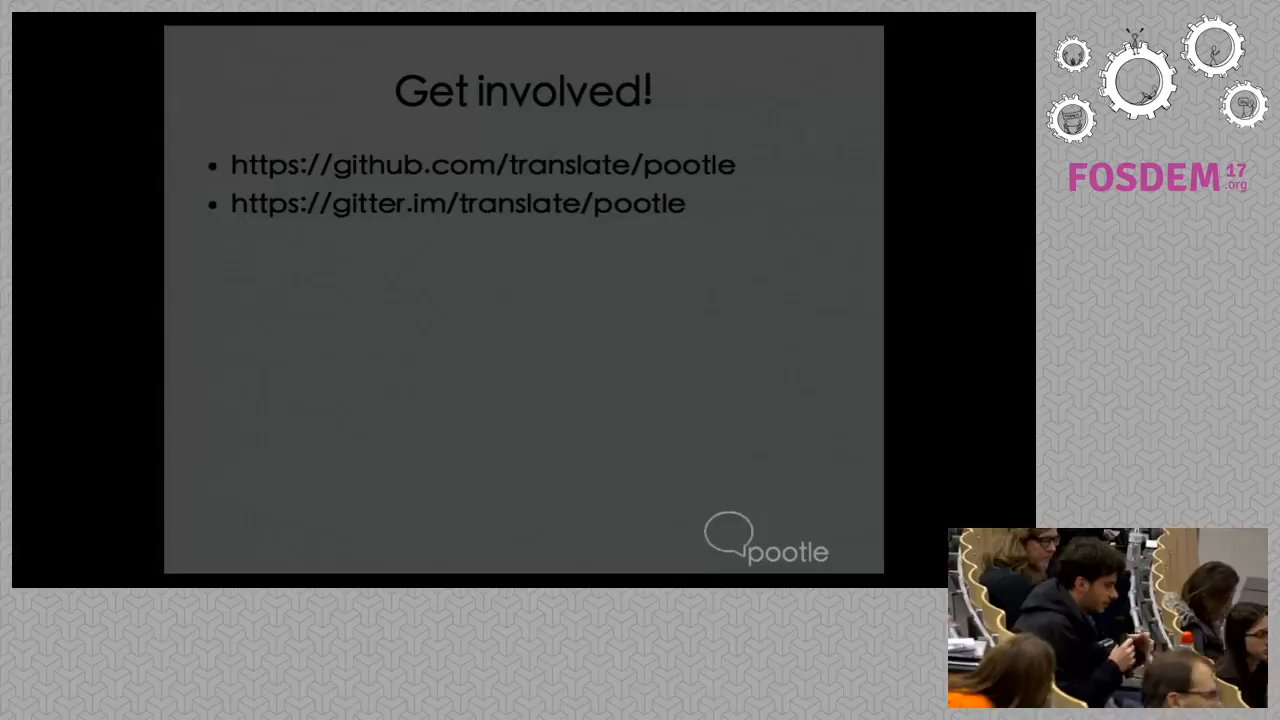 Get involved!
• https://github.com/translate/pootle
• https://gitter.im/translate/pootle
pootle
FOSDEM 17
.org